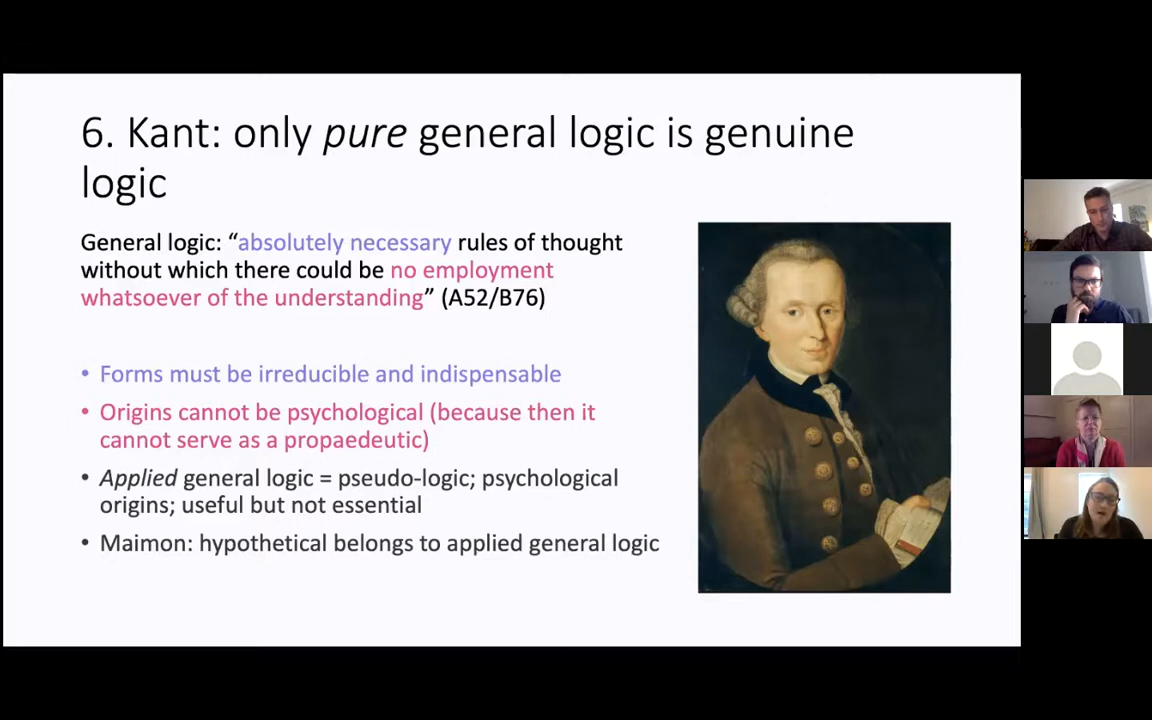 6. Kant: only pure general logic is genuine
logic
General logic: “absolutely necessary rules of thought
without which there could be no employment
whatsoever of the understanding” (A52/B76)
• Forms must be irreducible and indispensable
• Origins cannot be psychological (because then it
cannot serve as a propaedeutic)
• Applied general logic = pseudo-logic; psychological
origins; useful but not essential
• Maimon: hypothetical belongs to applied general logic